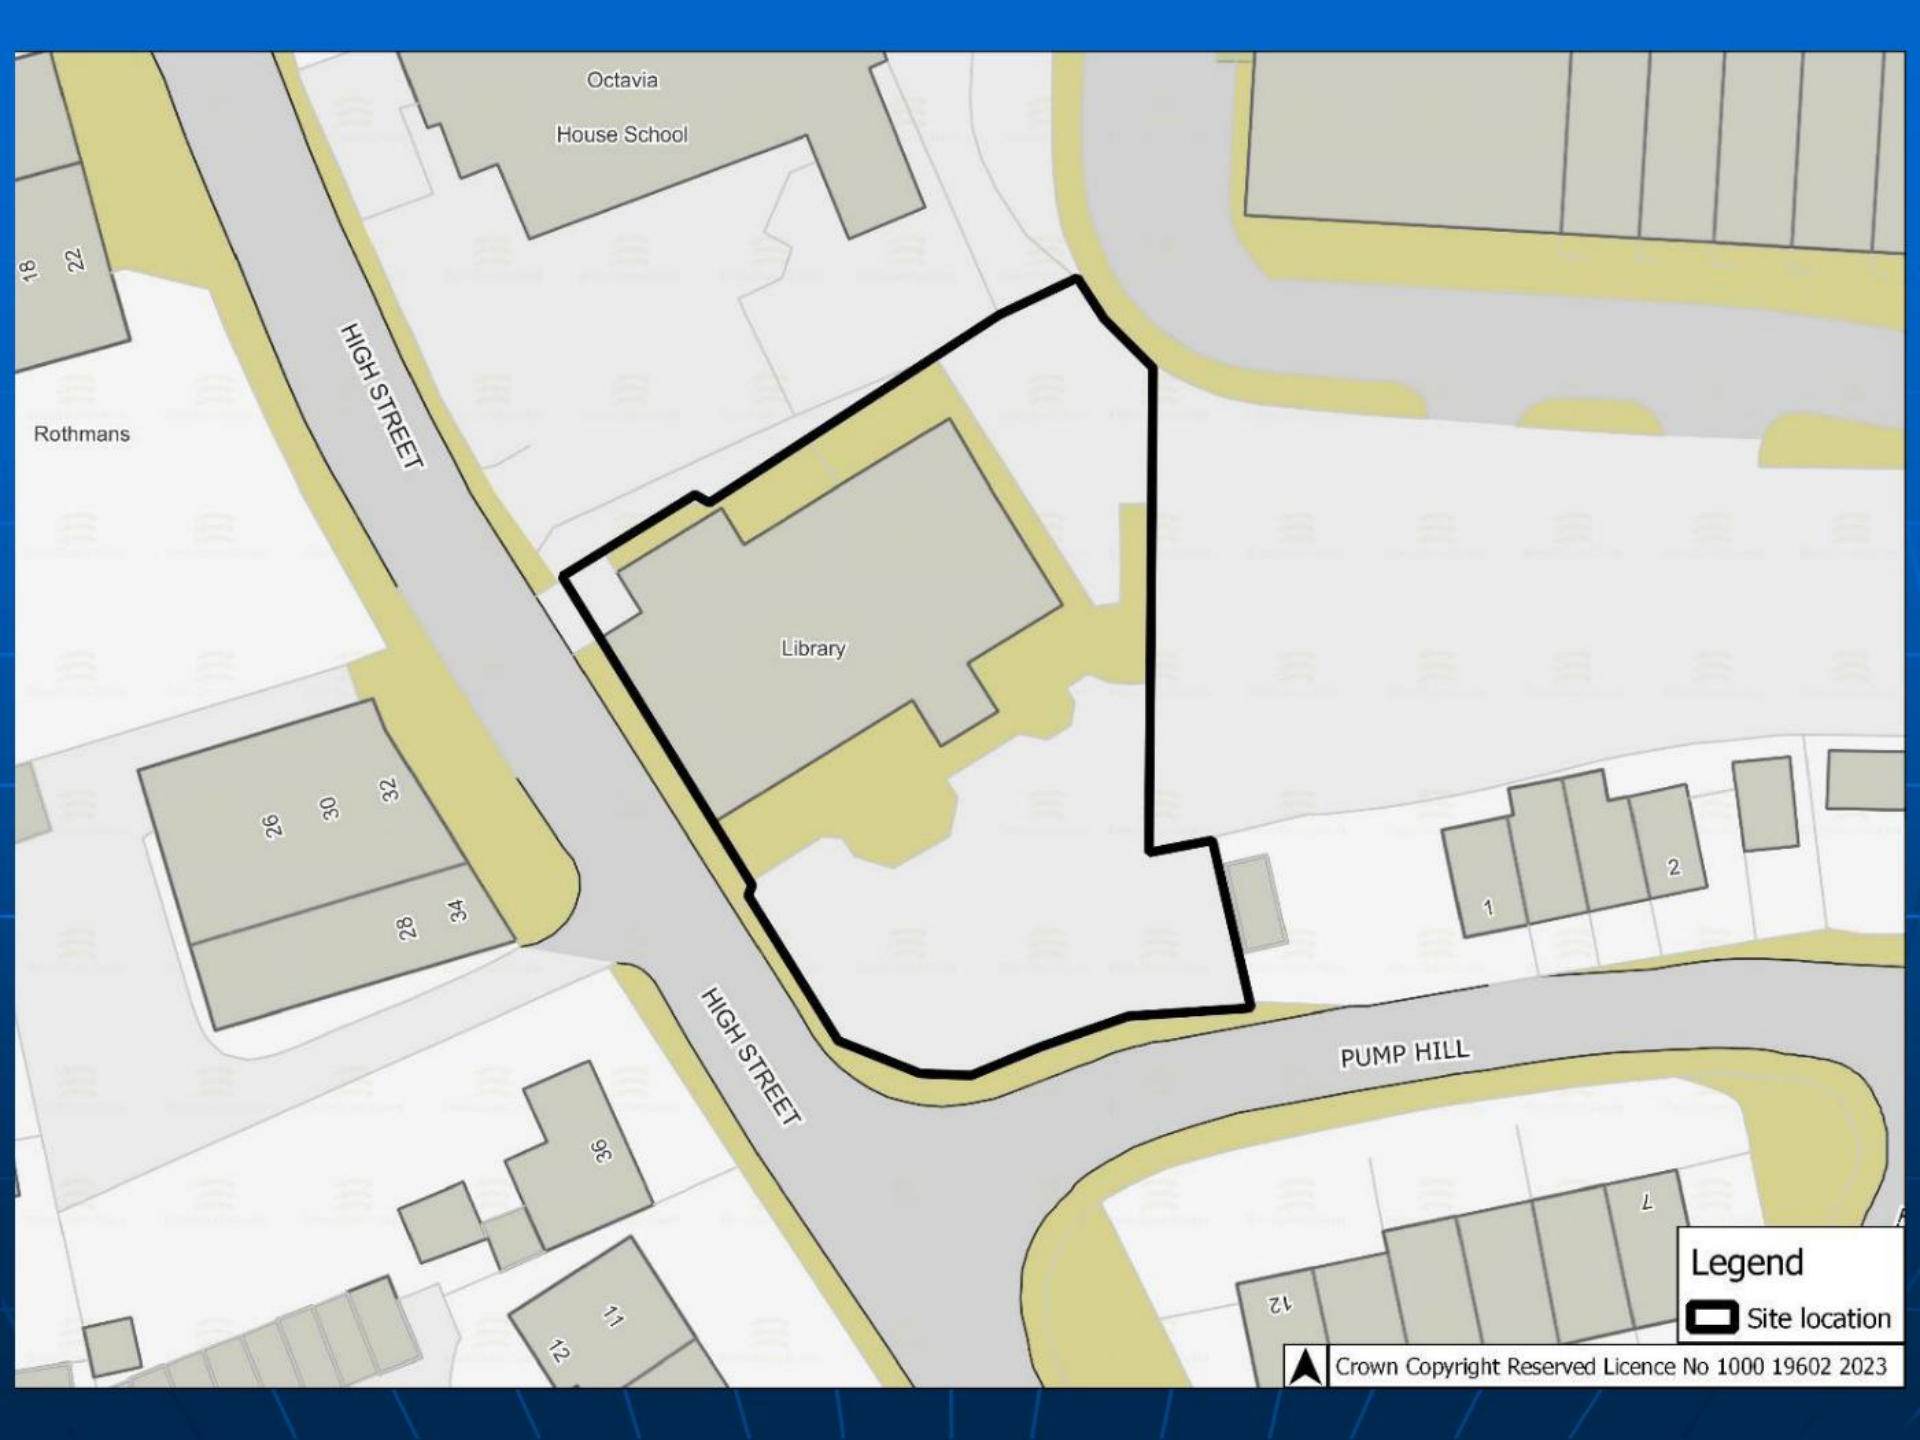 Octavia
House School
18
22
HIGH STREET
Rothmans
Library
26
30
32
28
34
1
2
HIGH STREET
PUMP HILL
36
7
12
11
12
Legend
Site location
Crown Copyright Reserved Licence No 1000 19602 2023